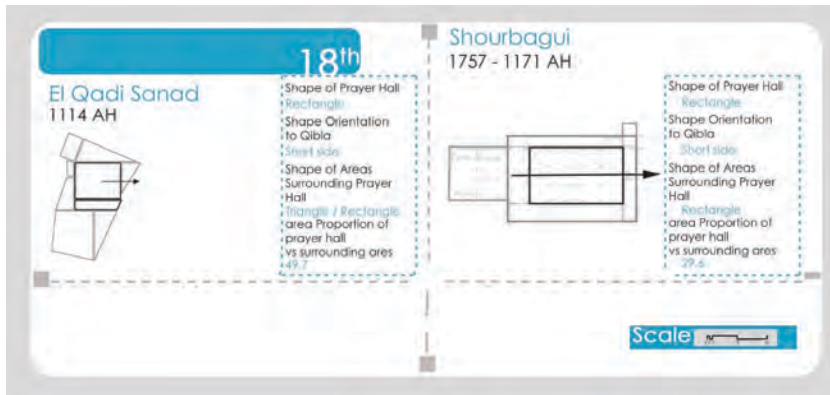 18th
El Qadi Sanad
1114 AH
Shape of Prayer Hall
Rectangle
Shape Orientation
to Qibla
Short side
Shape of Areas
Surrounding Prayer
Hall
Triangle / Rectangle
area Proportion of
prayer hall
vs surrounding ares
49.7
Shourbagui
1757 - 1171 AH
Shape of Prayer Hall
Rectangle
Shape Orientation
to Qibla
Short side
Shape of Areas
Surrounding Prayer
Hall
Rectangle
area Proportion of
prayer hall
vs surrounding ares
29.6
Scale